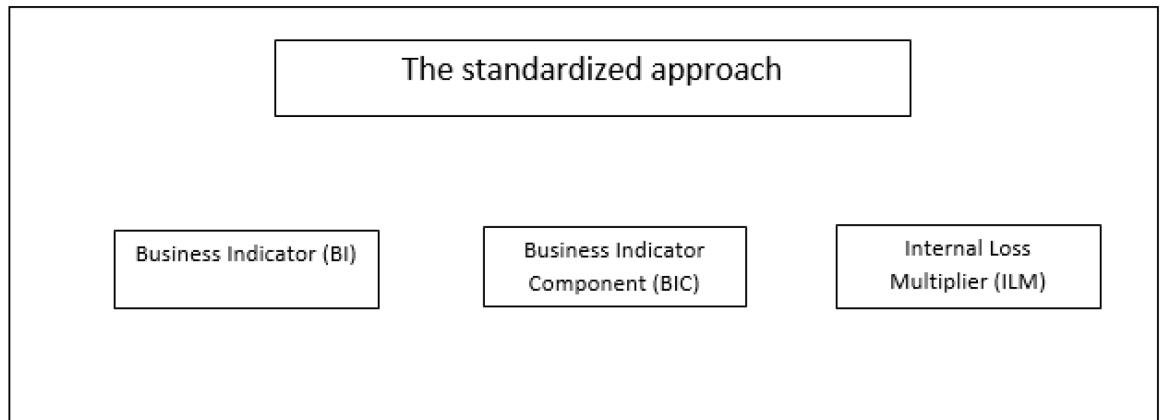 The standardized approach
Business Indicator (BI)
Business Indicator
Component (BIC)
Internal Loss
Multiplier (ILM)